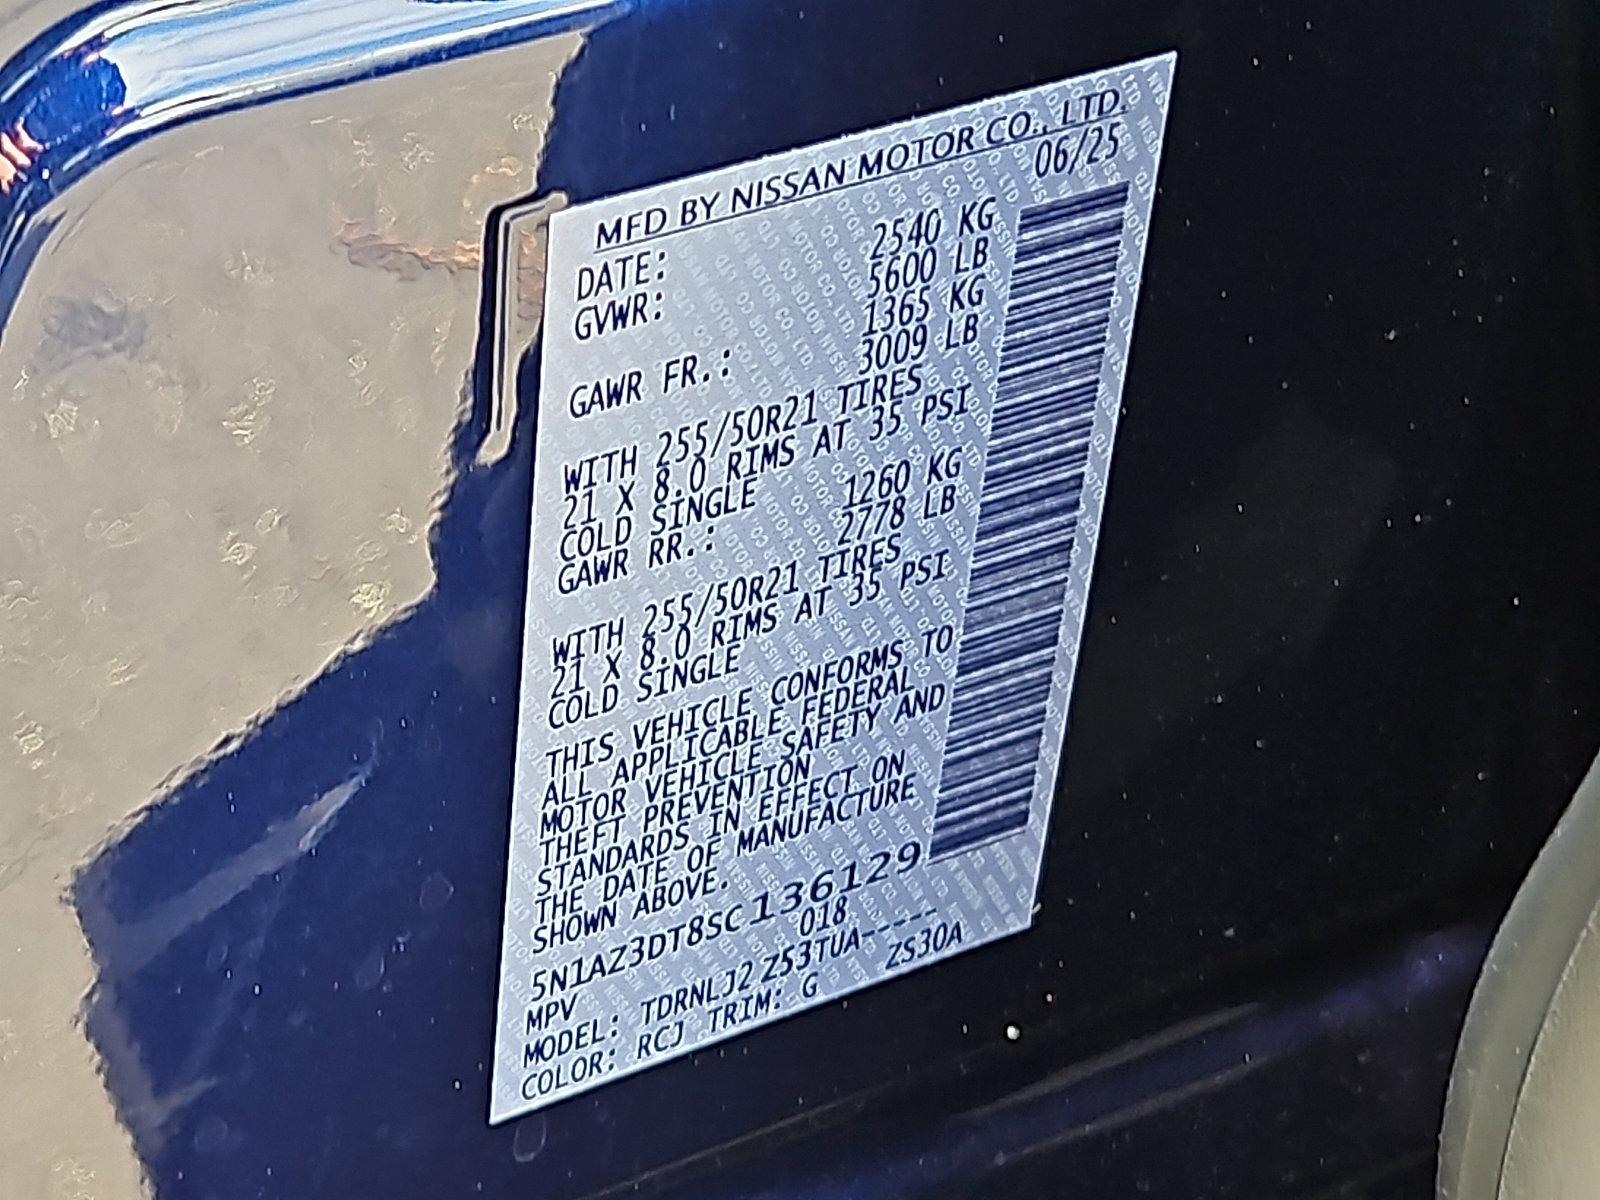 MFD BY NISSAN MOTOR CO., LTD.
DATE: 06/25
GVWR: 2540 KG
5600 LB
GAWR FR.: 1365 KG
3009 LB
WITH 255/50R21 TIRES
21 X 8.0 RIMS AT 35 PSI
COLD SINGLE
GAWR RR.: 1260 KG
2778 LB
WITH 255/50R21 TIRES
21 X 8.0 RIMS AT 35 PSI
COLD SINGLE
THIS VEHICLE CONFORMS TO
ALL APPLICABLE FEDERAL
MOTOR VEHICLE SAFETY AND
THEFT PREVENTION
STANDARDS IN EFFECT ON
THE DATE OF MANUFACTURE
SHOWN ABOVE.
5N1AZ3DT8SC136129
MPV 018
MODEL: TDRNLJ2 Z53TUA-----
COLOR: RCJ TRIM: G ZS30A